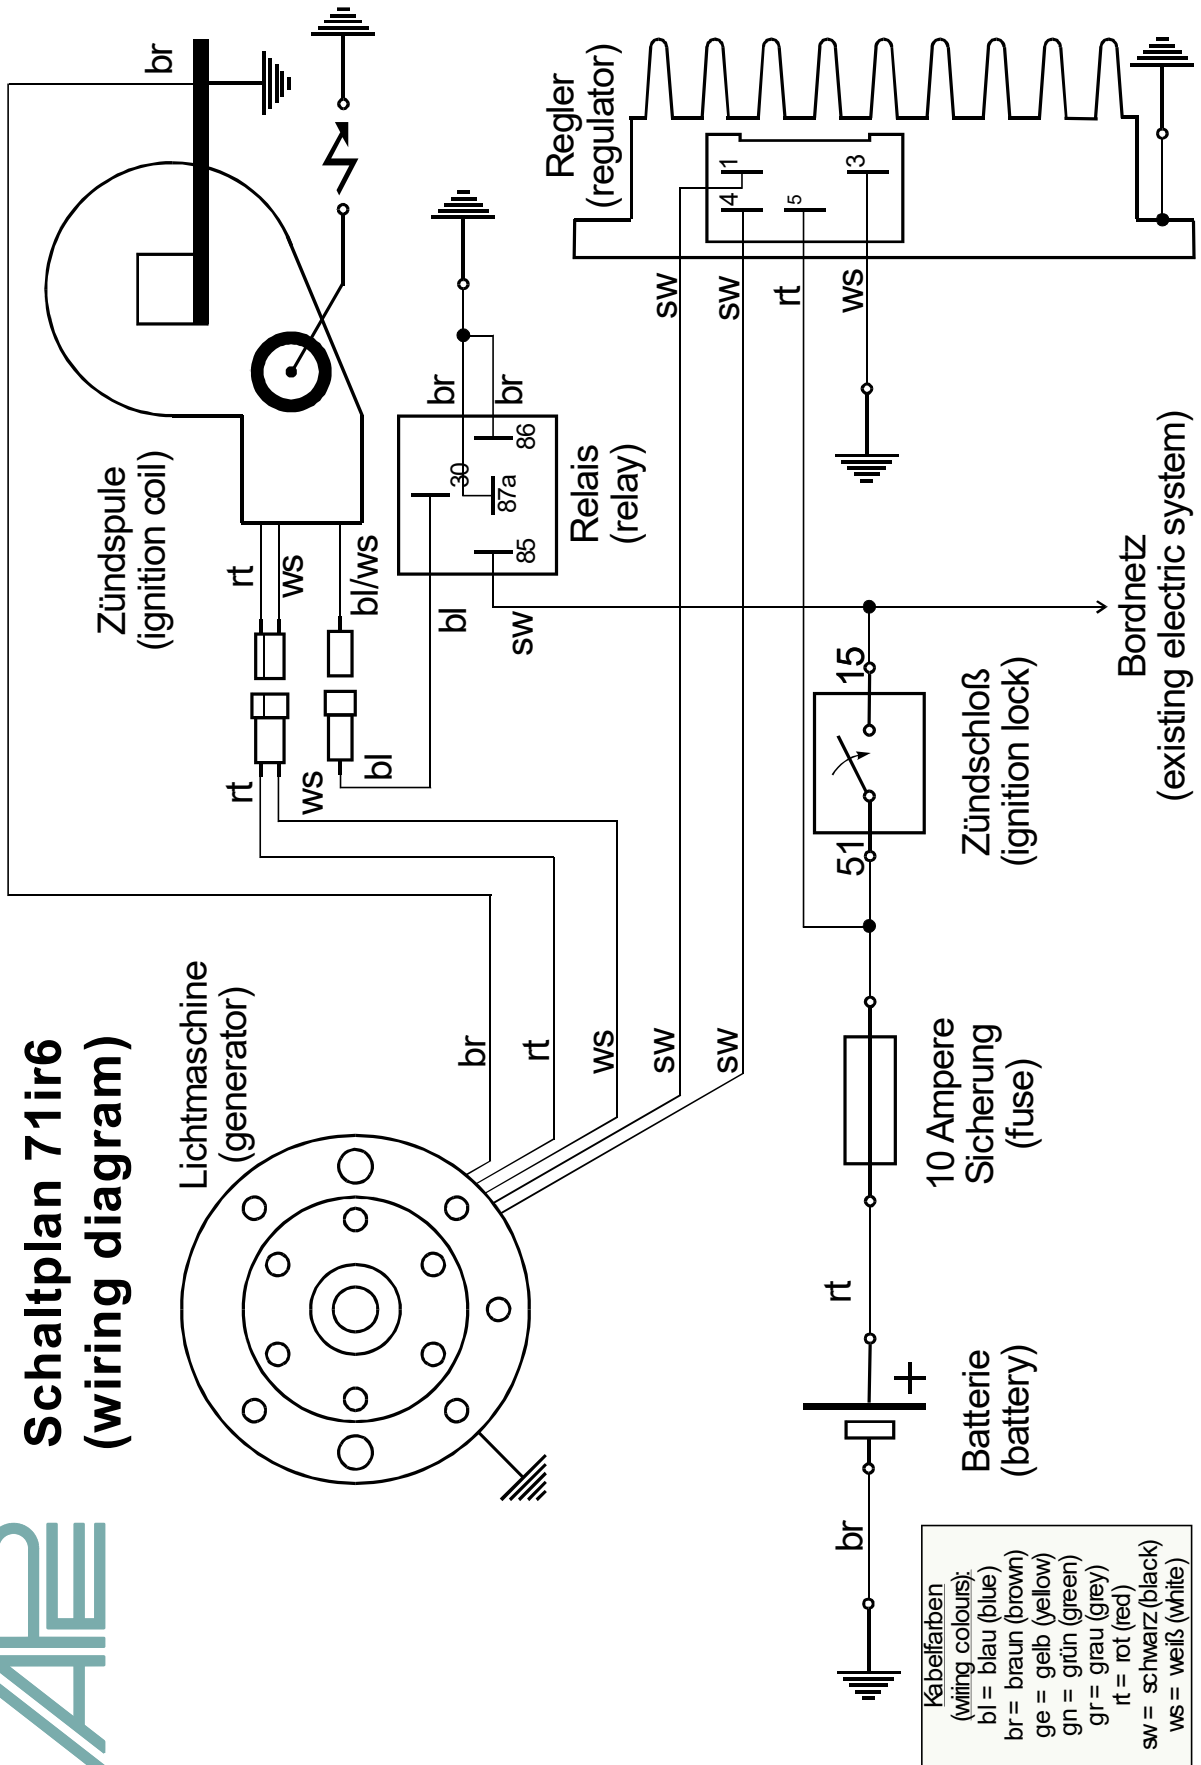 APE
Schaltplan 71ir6
(wiring diagram)
Lichtmaschine
(generator)
br
rt
ws
sw
sw
Zündspule
(ignition coil)
br
rt
ws
bl/ws
rt
ws
bl
bl
sw
br
br
30
86
87a
85
Relais
(relay)
Regler
(regulator)
1
4
5
3
sw
sw
rt
ws
Batterie
(battery)
+
br
rt
10 Ampere
Sicherung
(fuse)
51
15
Zündschloß
(ignition lock)
Bordnetz
(existing electric system)
Kabelfarben
(wiring colours):
bl = blau (blue)
br = braun (brown)
ge = gelb (yellow)
gn = grün (green)
gr = grau (grey)
rt = rot (red)
sw = schwarz (black)
ws = weiß (white)